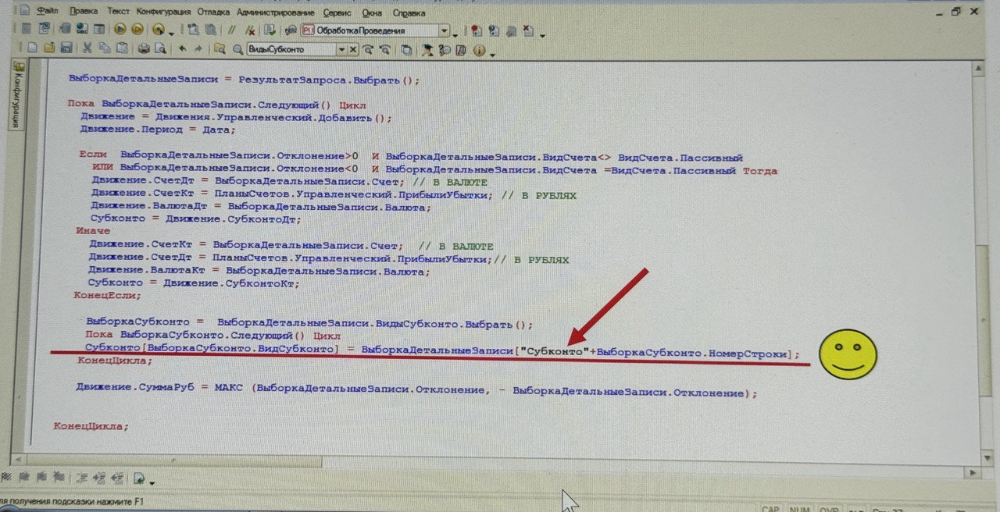 Файл Правка Текст Конфигурация Отладка Администрирование Сервис Окна Справка
ОбработкаПроведения
ВидыСубконто
Конфигурация
ВыборкаДетальныеЗаписи = РезультатЗапроса.Выбрать();
Пока ВыборкаДетальныеЗаписи.Следующий() Цикл
Движение = Движения.Управленческий.Добавить();
Движение.Период = Дата;
Если ВыборкаДетальныеЗаписи.Отклонение>0 И ВыборкаДетальныеЗаписи.ВидСчета<> ВидСчета.Пассивный
ИЛИ ВыборкаДетальныеЗаписи.Отклонение<0 И ВыборкаДетальныеЗаписи.ВидСчета =ВидСчета.Пассивный Тогда
Движение.СчетДт = ВыборкаДетальныеЗаписи.Счет; // В ВАЛЮТЕ
Движение.СчетКт = ПланыСчетов.Управленческий.ПрибылиУбытки; // В РУБЛЯХ
Движение.ВалютаДт = ВыборкаДетальныеЗаписи.Валюта;
Субконто = Движение.СубконтоДт;
Иначе
Движение.СчетКт = ВыборкаДетальныеЗаписи.Счет; // В ВАЛЮТЕ
Движение.СчетДт = ПланыСчетов.Управленческий.ПрибылиУбытки;// В РУБЛЯХ
Движение.ВалютаКт = ВыборкаДетальныеЗаписи.Валюта;
Субконто = Движение.СубконтоКт;
КонецЕсли;
ВыборкаСубконто = ВыборкаДетальныеЗаписи.ВидыСубконто.Выбрать();
Пока ВыборкаСубконто.Следующий() Цикл
Субконто[ВыборкаСубконто.ВидСубконто] = ВыборкаДетальныеЗаписи["Субконто"+ВыборкаСубконто.НомерСтроки];
КонецЦикла;
Движение.СуммаРуб = МАКС (ВыборкаДетальныеЗаписи.Отклонение, - ВыборкаДетальныеЗаписи.Отклонение);
КонецЦикла;
ля получения подсказки нажмите F1
CAP NUM OVR